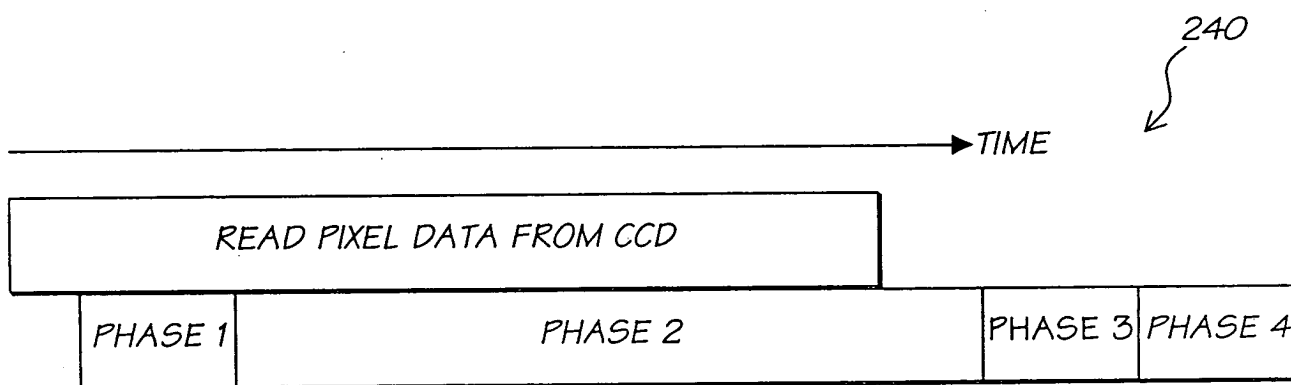 240
TIME
READ PIXEL DATA FROM CCD
PHASE 1 PHASE 2 PHASE 3 PHASE 4